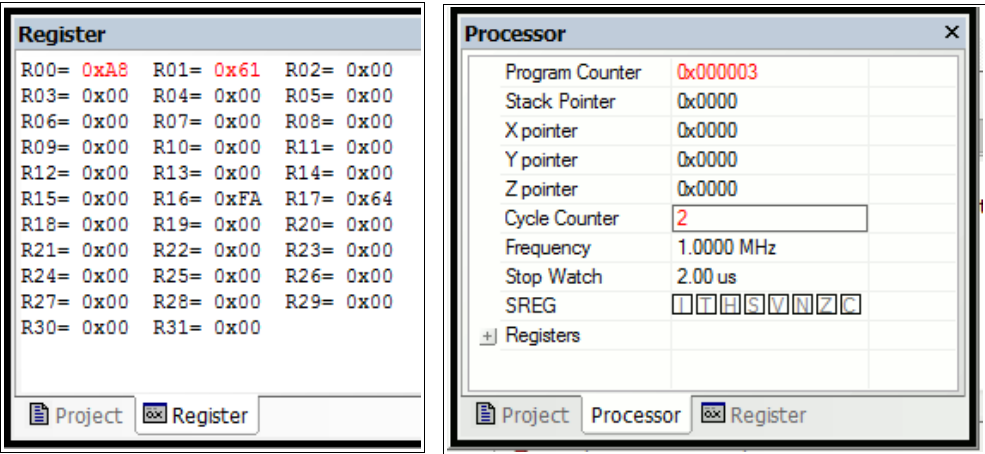 Register
R00= 0xA8 R01= 0x61 R02= 0x00
R03= 0x00 R04= 0x00 R05= 0x00
R06= 0x00 R07= 0x00 R08= 0x00
R09= 0x00 R10= 0x00 R11= 0x00
R12= 0x00 R13= 0x00 R14= 0x00
R15= 0x00 R16= 0xFA R17= 0x64
R18= 0x00 R19= 0x00 R20= 0x00
R21= 0x00 R22= 0x00 R23= 0x00
R24= 0x00 R25= 0x00 R26= 0x00
R27= 0x00 R28= 0x00 R29= 0x00
R30= 0x00 R31= 0x00
Project Register
Processor
Program Counter 0x000003
Stack Pointer 0x0000
X pointer 0x0000
Y pointer 0x0000
Z pointer 0x0000
Cycle Counter 2
Frequency 1.0000 MHz
Stop Watch 2.00 us
SREG I T H S V N Z C
Registers
Project Processor Register